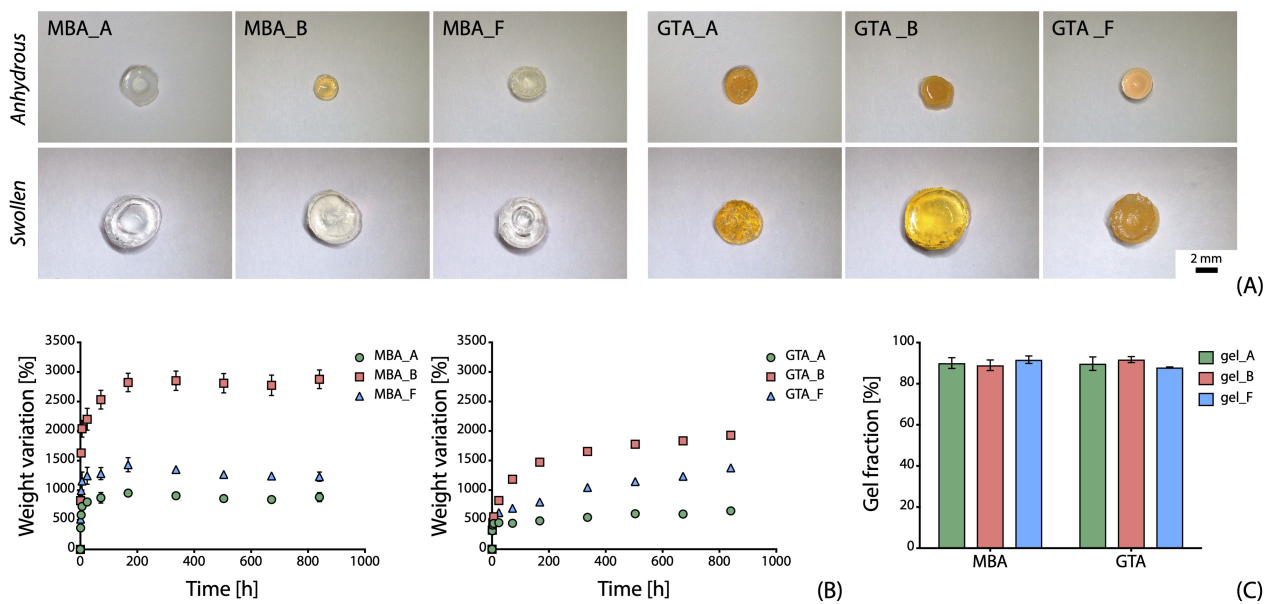 MBA_A
MBA_B
MBA_F
GTA_A
GTA _B
GTA _F
Anhydrous
Swollen
2 mm
(A)
Weight variation [%]
3500
3000
2500
2000
1500
1000
500
0
0 200 400 600 800 1000
Time [h]
MBA_A
MBA_B
MBA_F
Weight variation [%]
3500
3000
2500
2000
1500
1000
500
0
0 200 400 600 800 1000
Time [h]
GTA_A
GTA_B
GTA_F
(B)
Gel fraction [%]
100
80
60
40
20
0
MBA GTA
gel_A
gel_B
gel_F
(C)